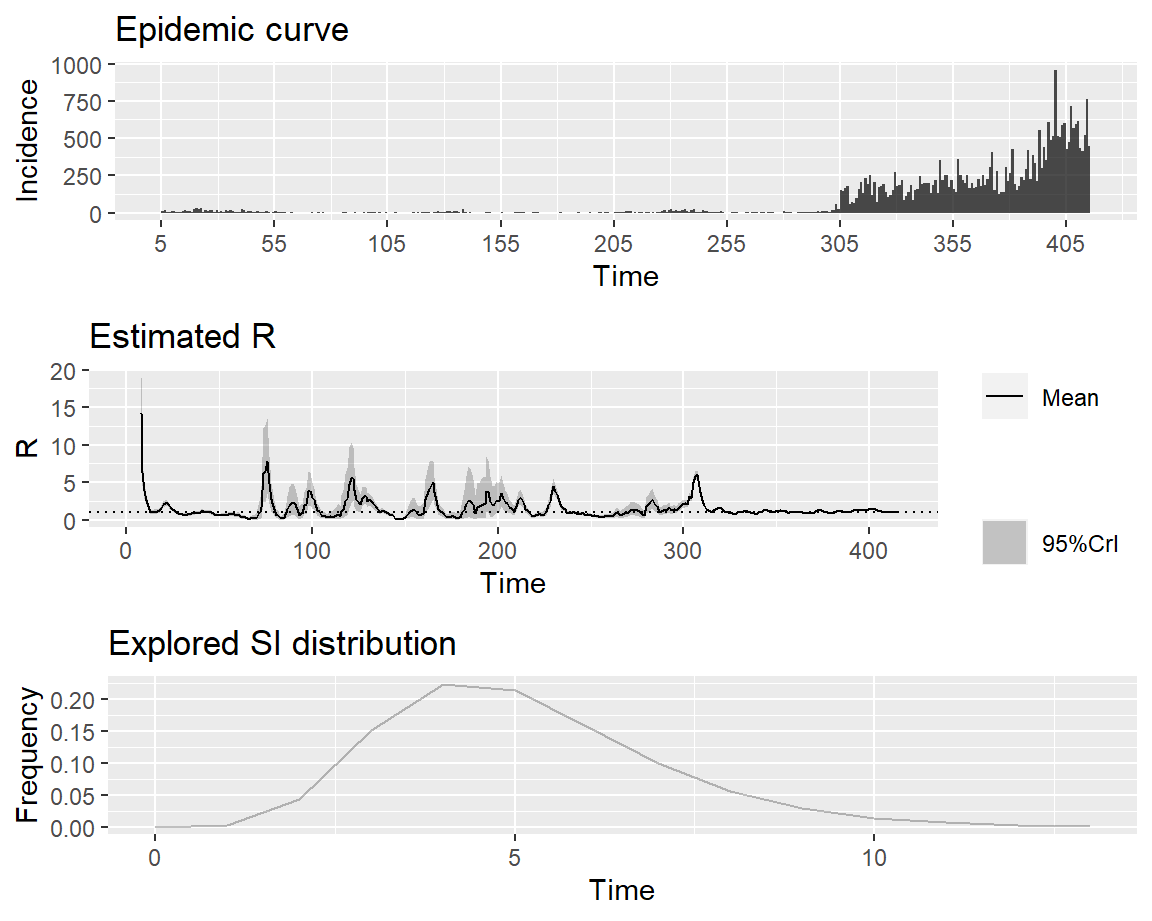 Epidemic curve
1000
750
500
250
0
Incidence
5 55 105 155 205 255 305 355 405
Time
Estimated R
20
15
10
5
0
R
0 100 200 300 400
Time
Mean
95%CrI
Explored SI distribution
0.20
0.15
0.10
0.05
0.00
Frequency
0 5 10
Time